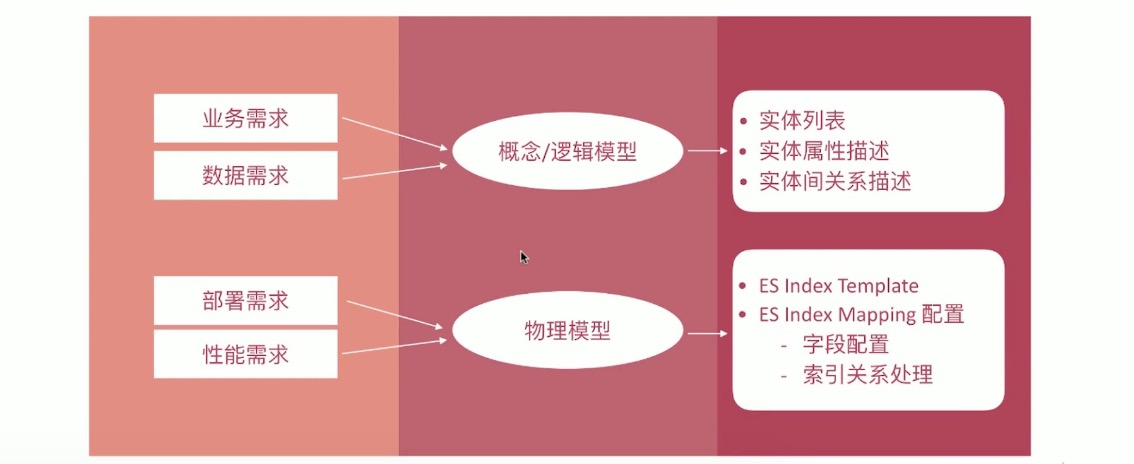 业务需求
数据需求
概念/逻辑模型
• 实体列表
• 实体属性描述
• 实体间关系描述
部署需求
性能需求
物理模型
• ES Index Template
• ES Index Mapping 配置
- 字段配置
- 索引关系处理